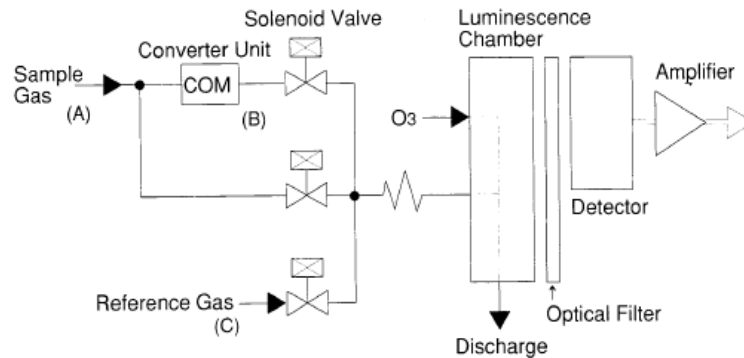 Solenoid Valve
Luminescence
Chamber
Converter Unit
Amplifier
Sample
Gas
(A)
COM
(B)
O3
Detector
Reference Gas
(C)
Optical Filter
Discharge